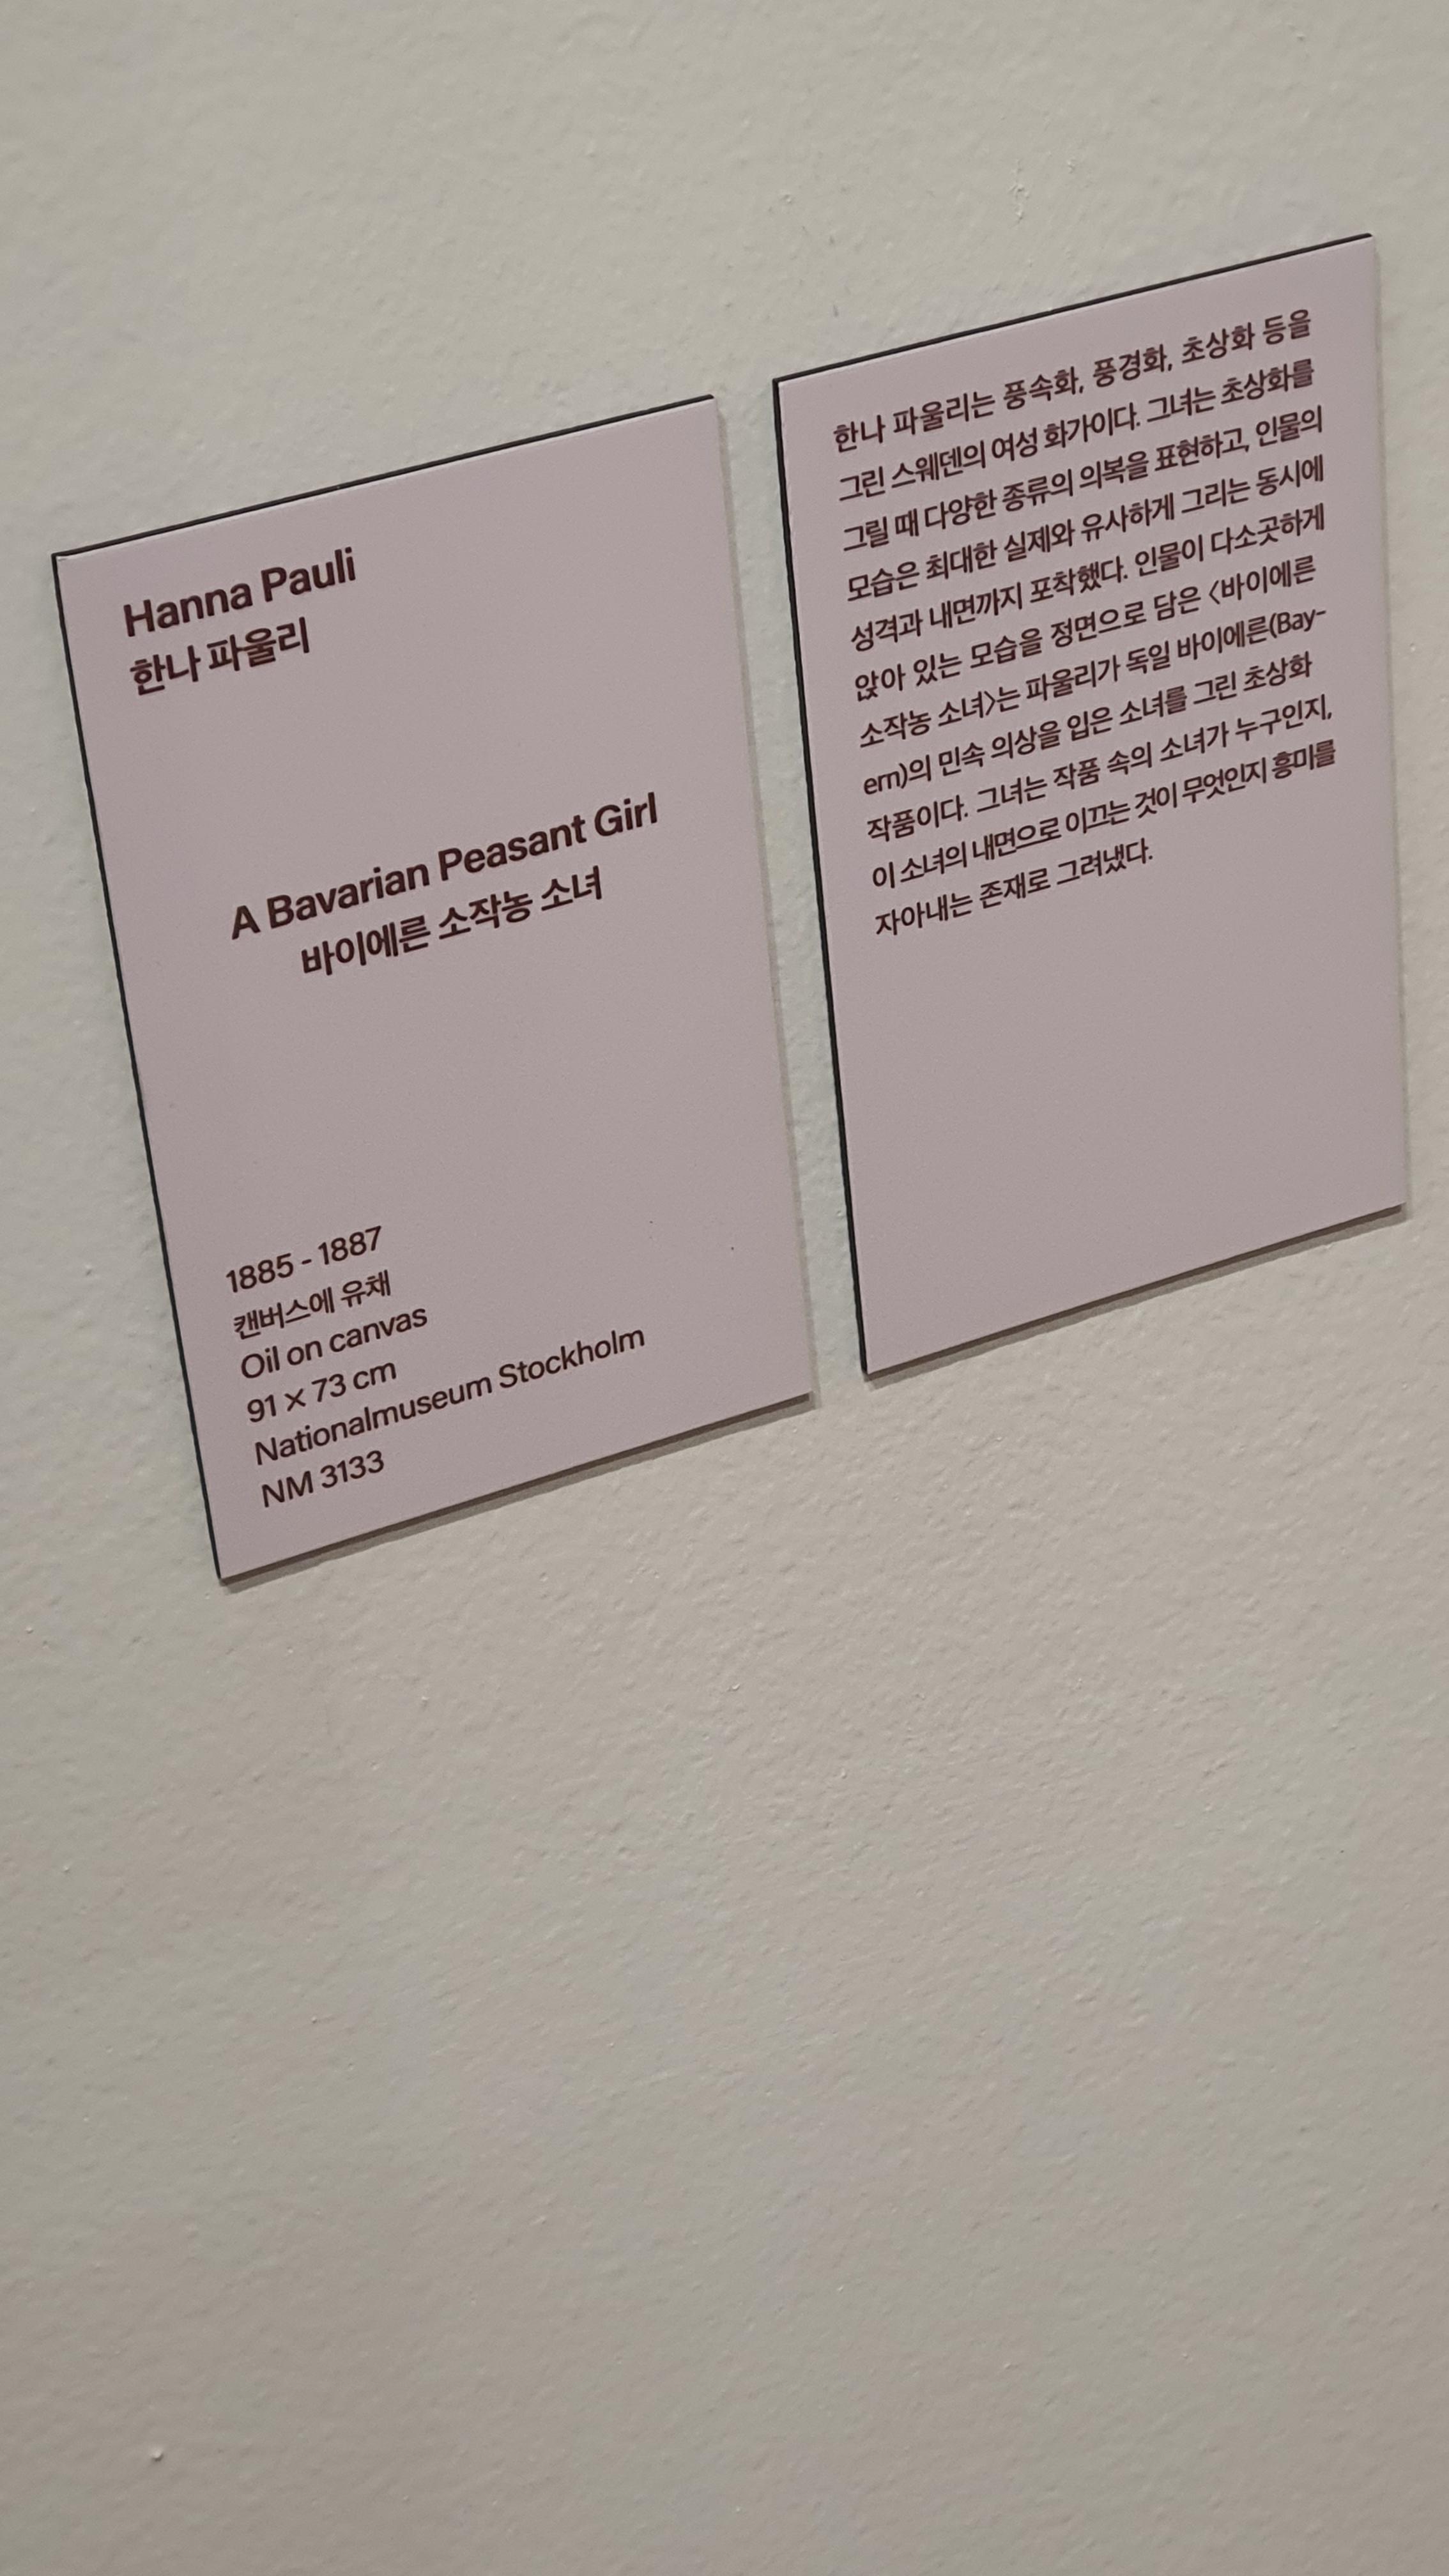 Hanna Pauli
한나 파울리
A Bavarian Peasant Girl
바이에른 소작농 소녀
1885 - 1887
캔버스에 유채
Oil on canvas
91 × 73 cm
Nationalmuseum Stockholm
NM 3133
한나 파울리는 풍속화, 풍경화, 초상화 등을
그린 스웨덴의 여성 화가이다. 그녀는 초상화를
그릴 때 다양한 종류의 의복을 표현하고, 인물의
모습은 최대한 실제와 유사하게 그리는 동시에
성격과 내면까지 포착했다. 인물이 다소곳하게
앉아 있는 모습을 정면으로 담은 〈바이에른
소작농 소녀〉는 파울리가 독일 바이에른(Bay-
ern)의 민속 의상을 입은 소녀를 그린 초상화
작품이다. 그녀는 작품 속의 소녀가 누구인지,
이 소녀의 내면으로 이끄는 것이 무엇인지 흥미를
자아내는 존재로 그려냈다.